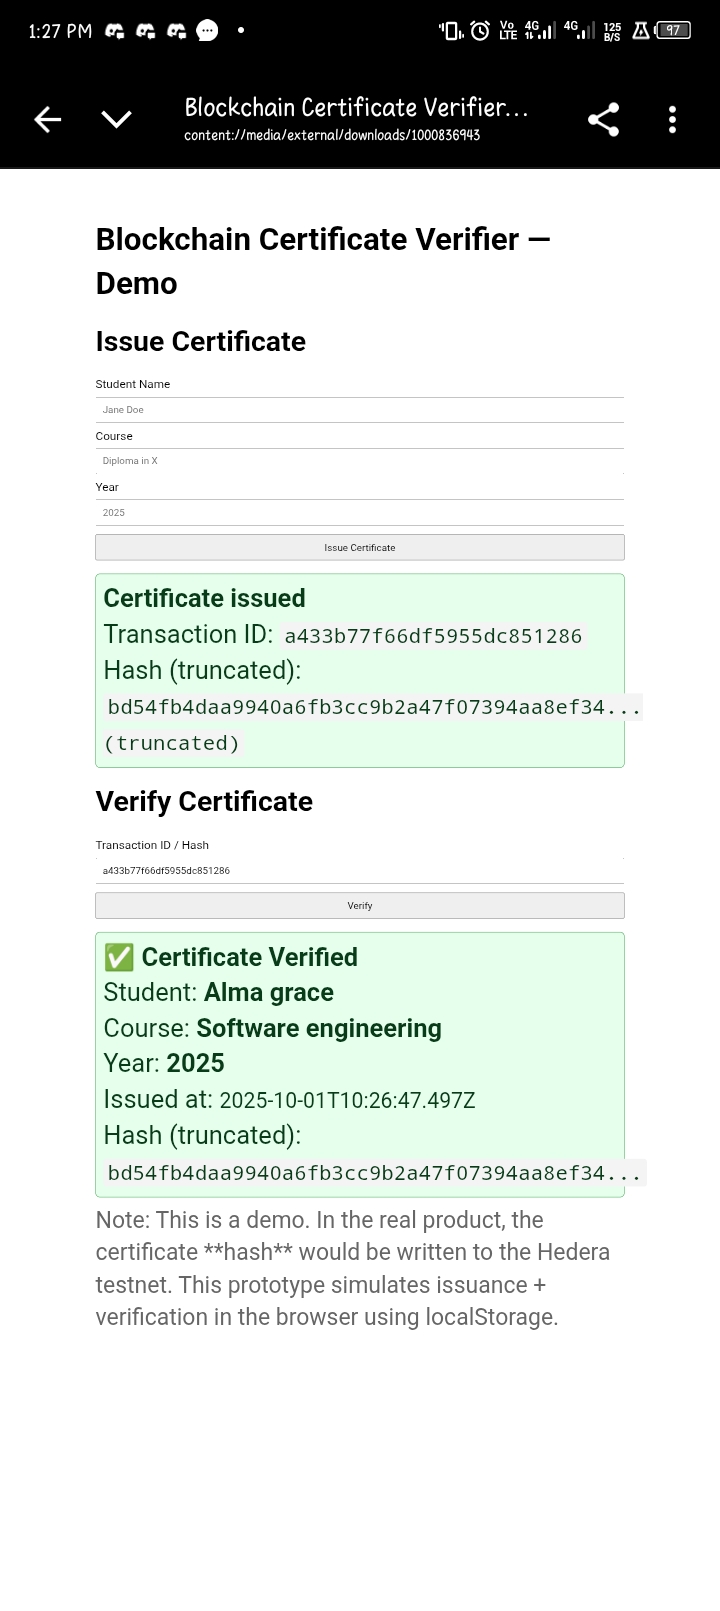 1:27 PM
Vo LTE
4G
4G
125 B/S
97
Blockchain Certificate Verifier...
content://media/external/downloads/1000836943
Blockchain Certificate Verifier —
Demo
Issue Certificate
Student Name
Jane Doe
Course
Diploma in X
Year
2025
Issue Certificate
Certificate issued
Transaction ID: a433b77f66df5955dc851286
Hash (truncated):
bd54fb4daa9940a6fb3cc9b2a47f07394aa8ef34...
(truncated)
Verify Certificate
Transaction ID / Hash
a433b77f66df5955dc851286
Verify
✅ Certificate Verified
Student: Alma grace
Course: Software engineering
Year: 2025
Issued at: 2025-10-01T10:26:47.497Z
Hash (truncated):
bd54fb4daa9940a6fb3cc9b2a47f07394aa8ef34...
Note: This is a demo. In the real product, the
certificate **hash** would be written to the Hedera
testnet. This prototype simulates issuance +
verification in the browser using localStorage.